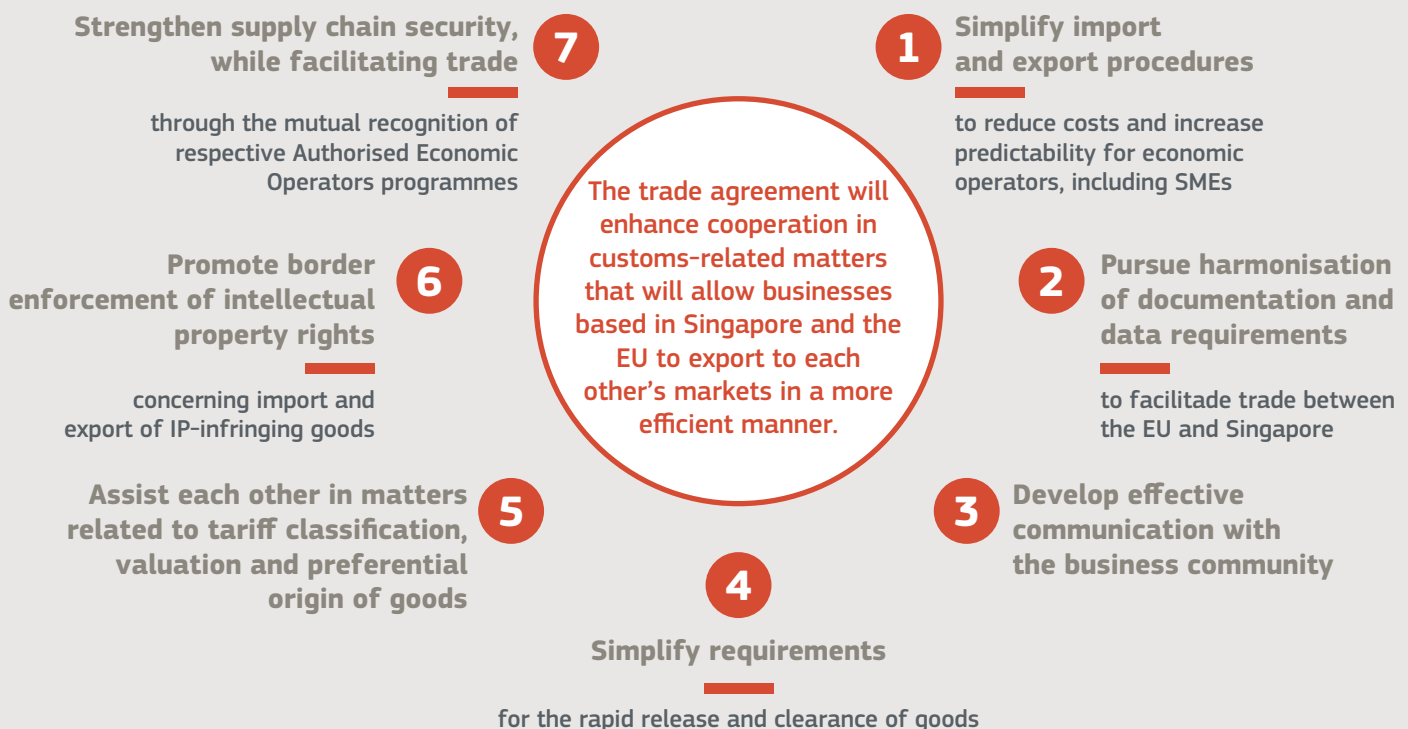 The trade agreement will
enhance cooperation in
customs-related matters
that will allow businesses
based in Singapore and the
EU to export to each
other’s markets in a more
efficient manner.
1
Simplify import
and export procedures
to reduce costs and increase
predictability for economic
operators, including SMEs
2
Pursue harmonisation
of documentation and
data requirements
to facilitade trade between
the EU and Singapore
3
Develop effective
communication with
the business community
4
Simplify requirements
for the rapid release and clearance of goods
5
Assist each other in matters
related to tariff classification,
valuation and preferential
origin of goods
6
Promote border
enforcement of intellectual
property rights
concerning import and
export of IP-infringing goods
7
Strengthen supply chain security,
while facilitating trade
through the mutual recognition of
respective Authorised Economic
Operators programmes